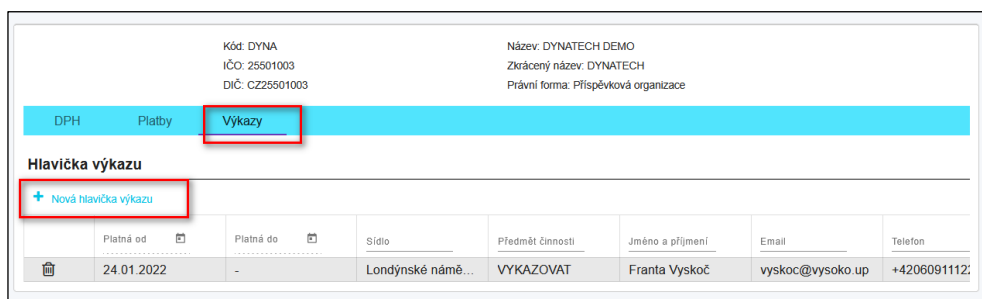 Kód: DYNA
Název: DYNATECH DEMO
IČO: 25501003
Zkrácený název: DYNATECH
DIČ: CZ25501003
Právní forma: Příspěvková organizace
DPH Platby Výkazy
Hlavička výkazu
+ Nová hlavička výkazu
Platná od Platná do Sídlo Předmět činnosti Jméno a příjmení Email Telefon
24.01.2022 - Londýnské námě... VYKAZOVAT Franta Vyskoč vyskoc@vysoko.up +42060911122